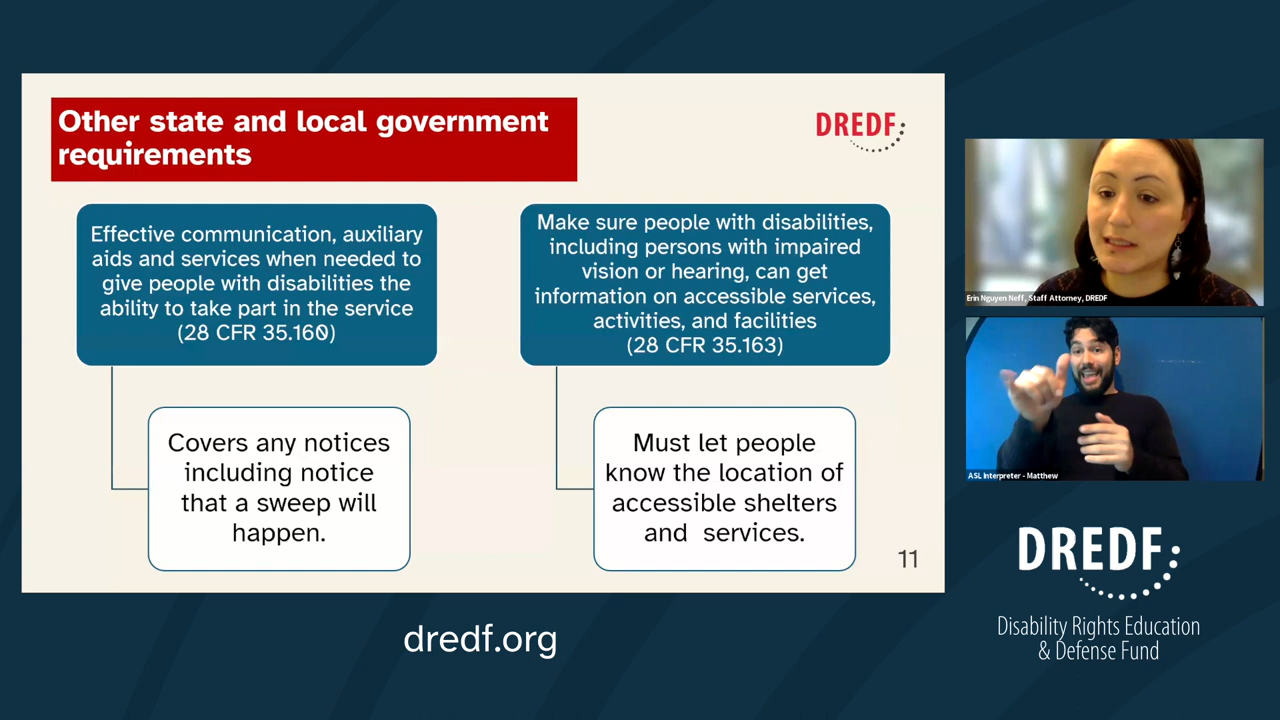 Other state and local government
requirements
DREDF
Effective communication, auxiliary
aids and services when needed to
give people with disabilities the
ability to take part in the service
(28 CFR 35.160)
Covers any notices
including notice
that a sweep will
happen.
Make sure people with disabilities,
including persons with impaired
vision or hearing, can get
information on accessible services,
activities, and facilities
(28 CFR 35.163)
Must let people
know the location of
accessible shelters
and services.
11
Erin Nguyen Neff, Staff Attorney, DREDF
ASL Interpreter - Matthew
DREDF
Disability Rights Education
& Defense Fund
dredf.org